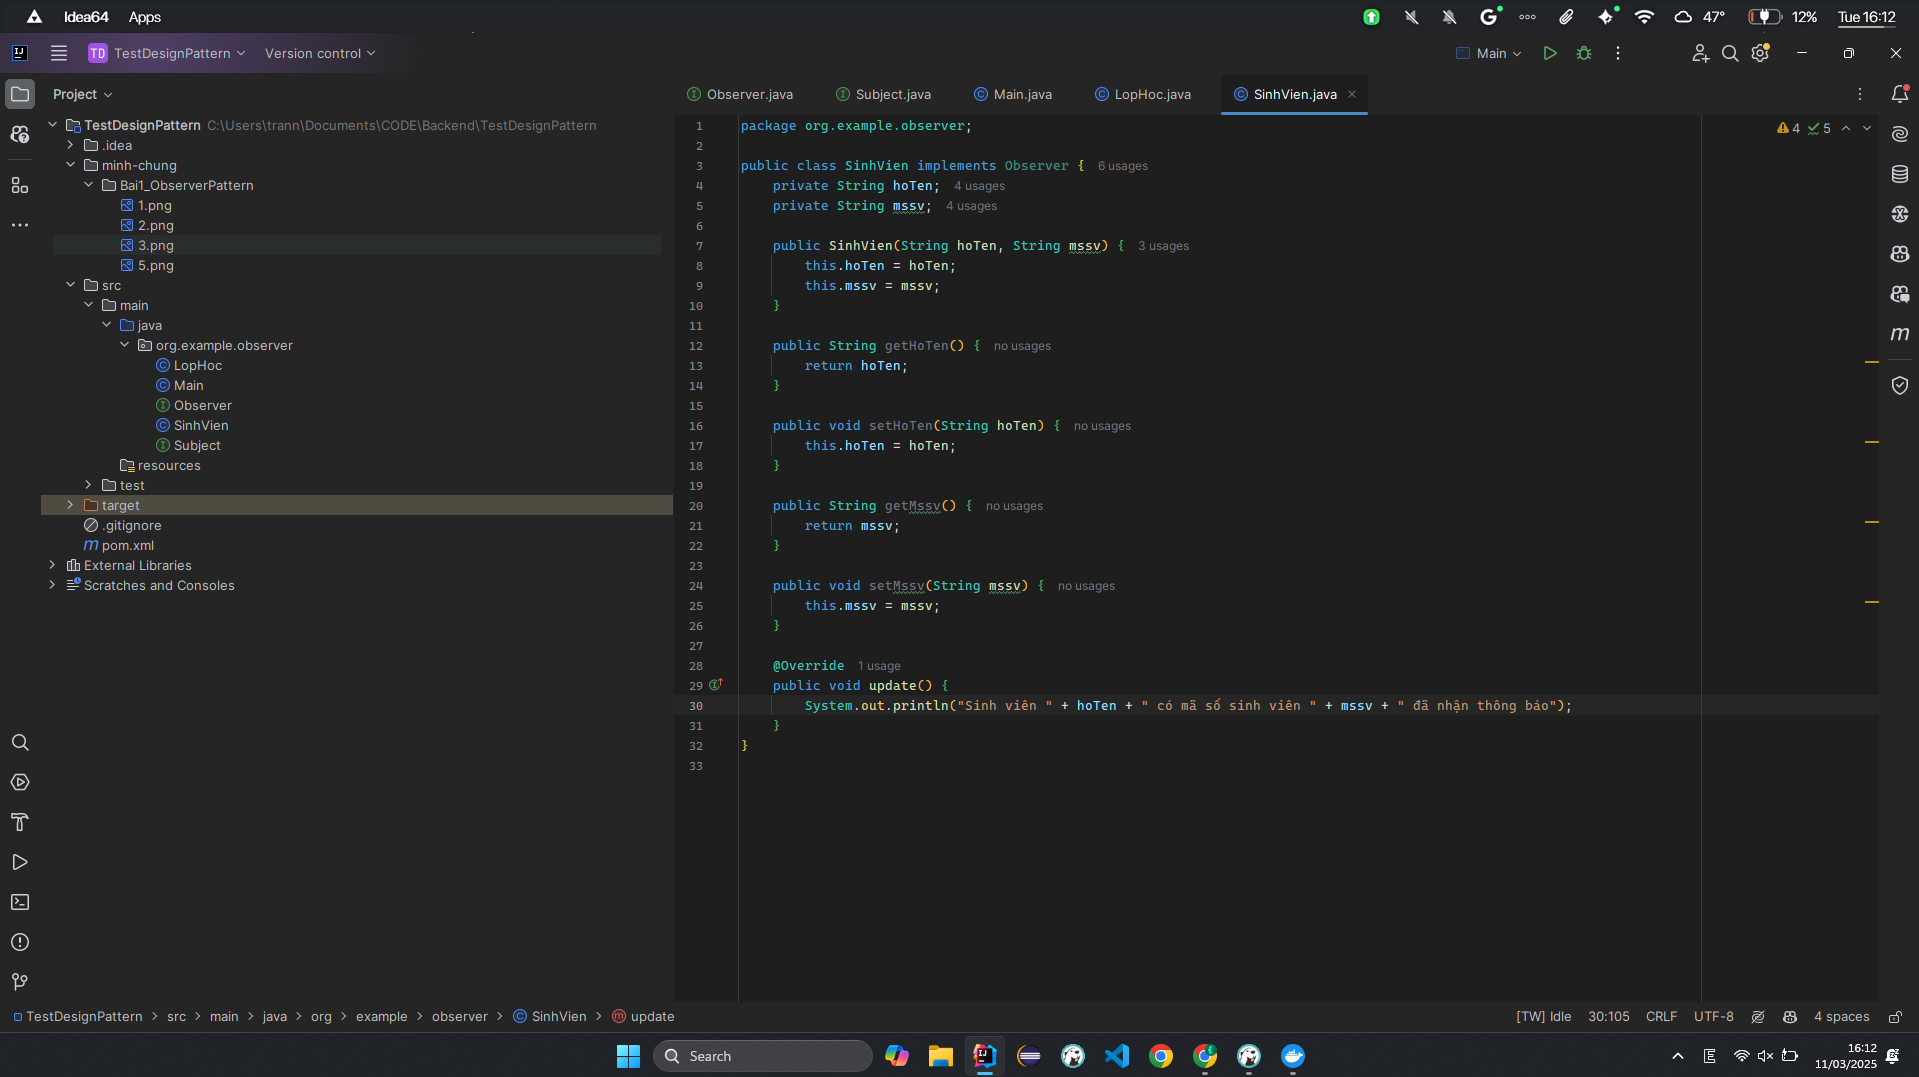 Idea64 Apps
47° 12% Tue 16:12
TD TestDesignPattern Version control Main
Project
TestDesignPattern C:\Users\trann\Documents\CODE\Backend\TestDesignPattern
.idea
minh-chung
Bai1_ObserverPattern
1.png
2.png
3.png
5.png
src
main
java
org.example.observer
LopHoc
Main
Observer
SinhVien
Subject
resources
test
target
.gitignore
pom.xml
External Libraries
Scratches and Consoles
Observer.java Subject.java Main.java LopHoc.java SinhVien.java
4 5
1 package org.example.observer;
2
3 public class SinhVien implements Observer { 6 usages
4 private String hoTen; 4 usages
5 private String mssv; 4 usages
6
7 public SinhVien(String hoTen, String mssv) { 3 usages
8 this.hoTen = hoTen;
9 this.mssv = mssv;
10 }
11
12 public String getHoTen() { no usages
13 return hoTen;
14 }
15
16 public void setHoTen(String hoTen) { no usages
17 this.hoTen = hoTen;
18 }
19
20 public String getMssv() { no usages
21 return mssv;
22 }
23
24 public void setMssv(String mssv) { no usages
25 this.mssv = mssv;
26 }
27
28 @Override 1 usage
29 public void update() {
30 System.out.println("Sinh viên " + hoTen + " có mã số sinh viên " + mssv + " đã nhận thông báo");
31 }
32 }
33
TestDesignPattern > src > main > java > org > example > observer > SinhVien > update
[TW] Idle 30:105 CRLF UTF-8 4 spaces
Search
16:12
11/03/2025